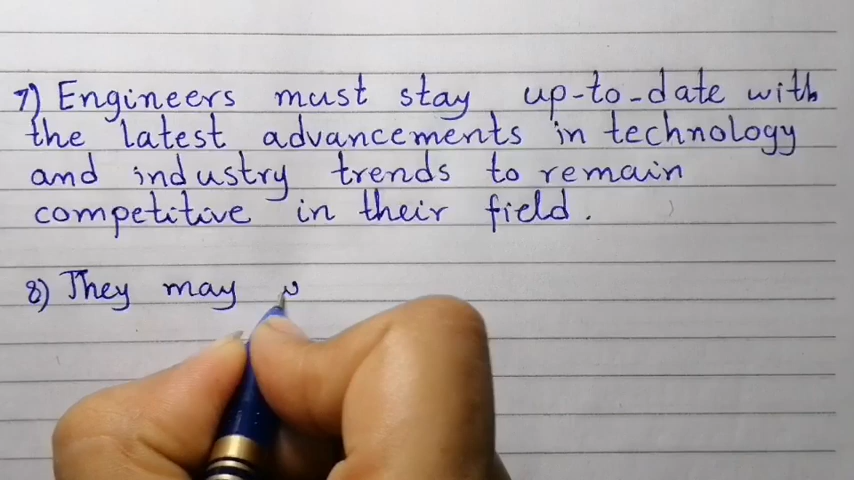 7) Engineers must stay up-to-date with
the latest advancements in technology
and industry trends to remain
competitive in their field.
8) They may